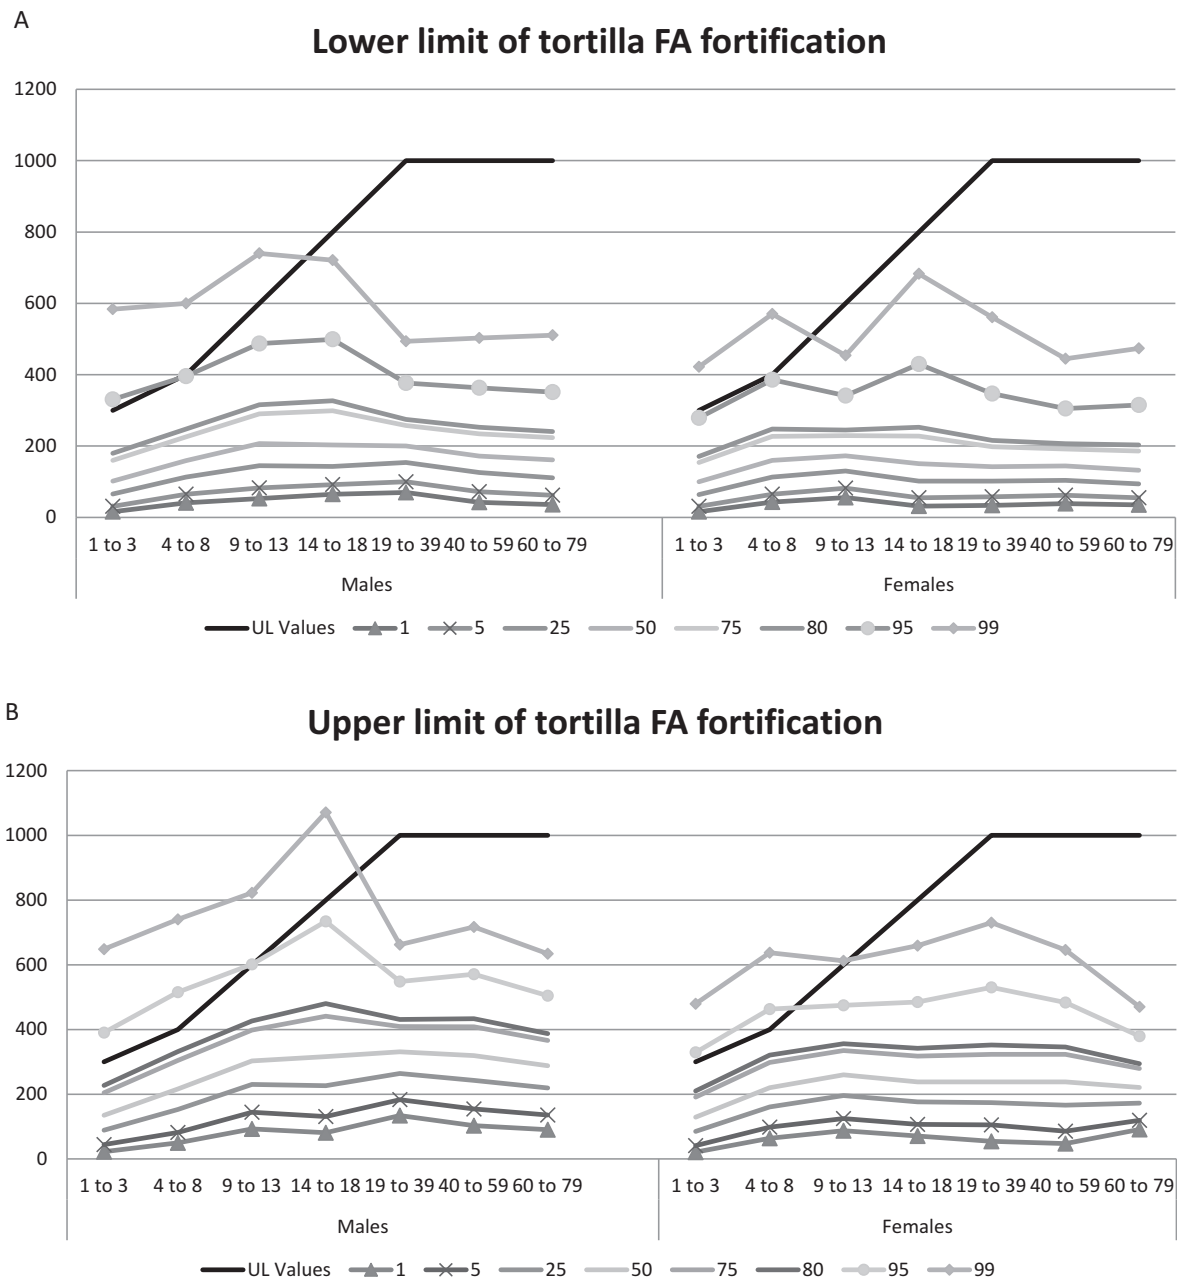 A
Lower limit of tortilla FA fortification
1200
1000
800
600
400
200
0
1 to 3 4 to 8 9 to 13 14 to 18 19 to 39 40 to 59 60 to 79 1 to 3 4 to 8 9 to 13 14 to 18 19 to 39 40 to 59 60 to 79
Males Females
UL Values 1 5 25 50 75 80 95 99
B
Upper limit of tortilla FA fortification
1200
1000
800
600
400
200
0
1 to 3 4 to 8 9 to 13 14 to 18 19 to 39 40 to 59 60 to 79 1 to 3 4 to 8 9 to 13 14 to 18 19 to 39 40 to 59 60 to 79
Males Females
UL Values 1 5 25 50 75 80 95 99